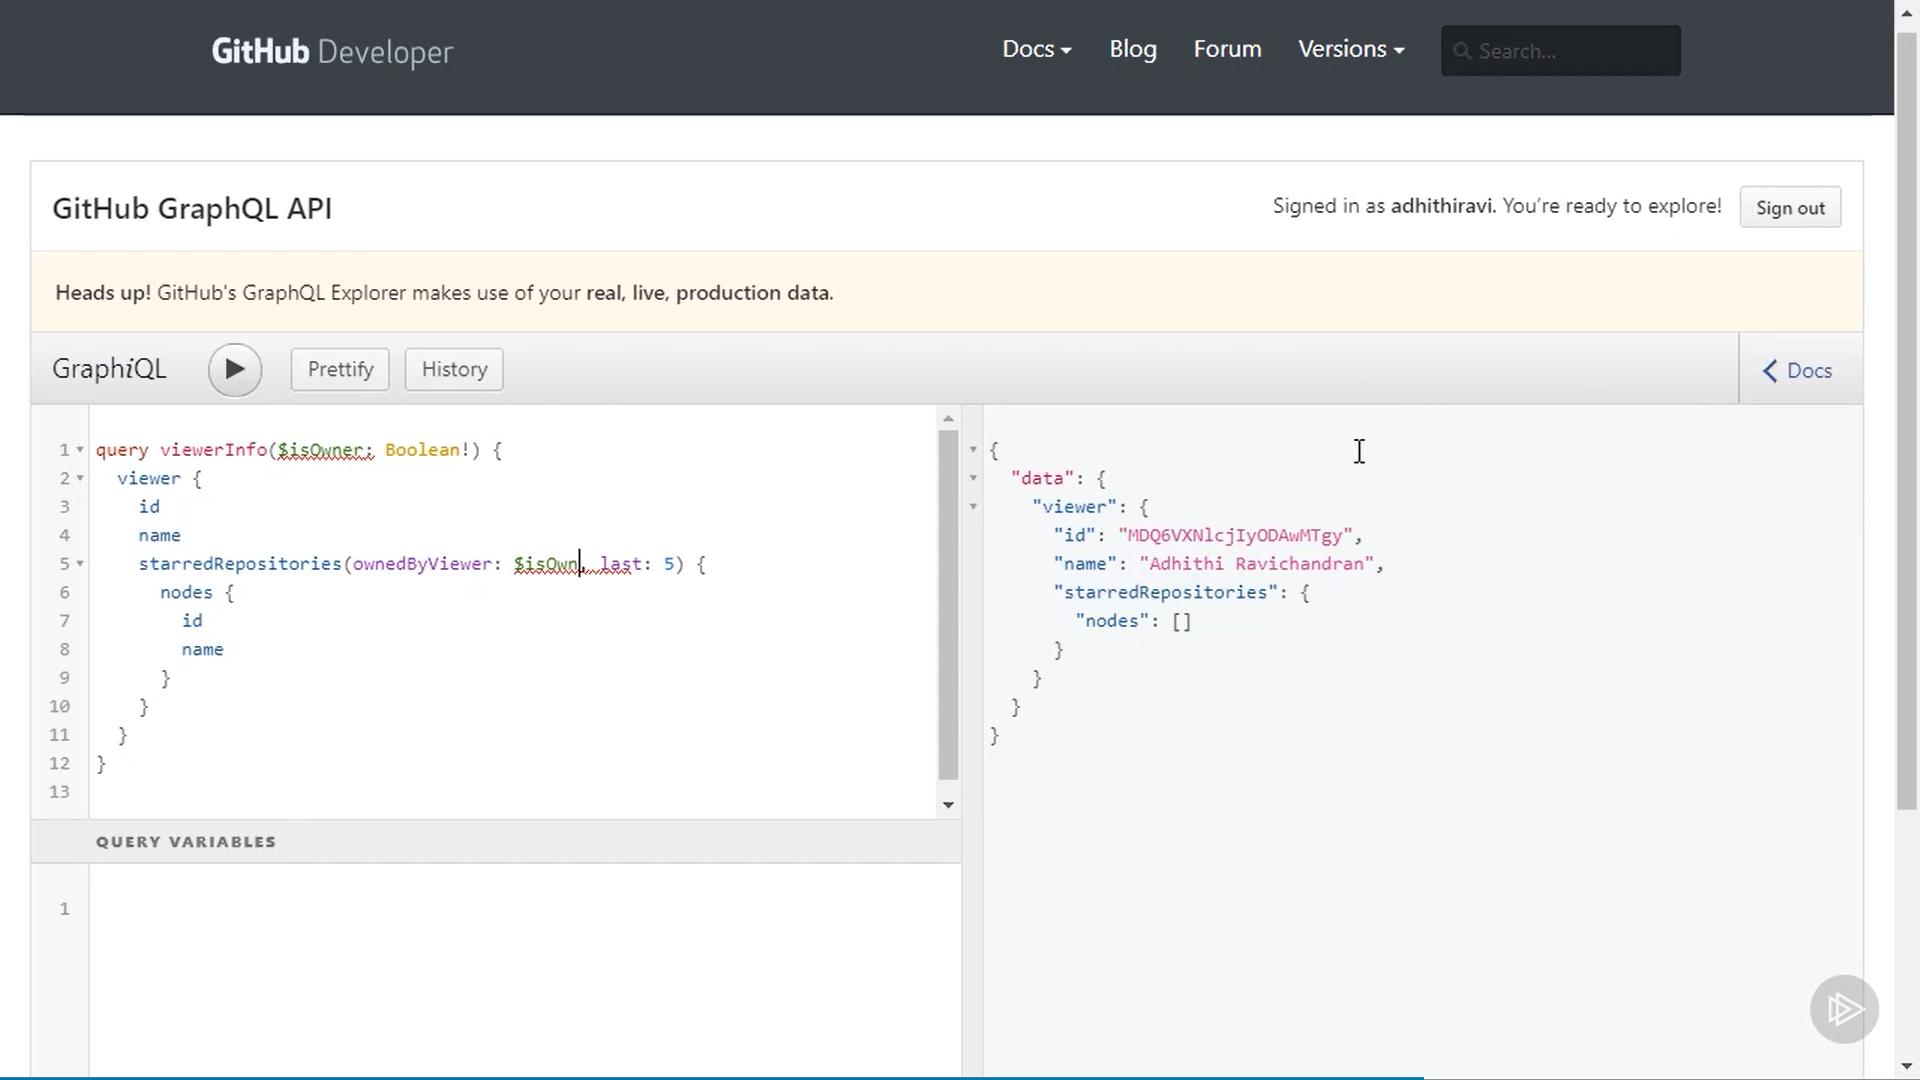 GitHub Developer
Docs Blog Forum Versions Search...
GitHub GraphQL API
Signed in as adhithiravi. You're ready to explore! Sign out
Heads up! GitHub's GraphQL Explorer makes use of your real, live, production data.
GraphiQL Prettify History Docs
1 query viewerInfo($isOwner: Boolean!) {
2 viewer {
3 id
4 name
5 starredRepositories(ownedByViewer: $isOwn, last: 5) {
6 nodes {
7 id
8 name
9 }
10 }
11 }
12 }
13
QUERY VARIABLES
1
{
"data": {
"viewer": {
"id": "MDQ6VXNlcjIyODAwMTgy",
"name": "Adhithi Ravichandran",
"starredRepositories": {
"nodes": []
}
}
}
}